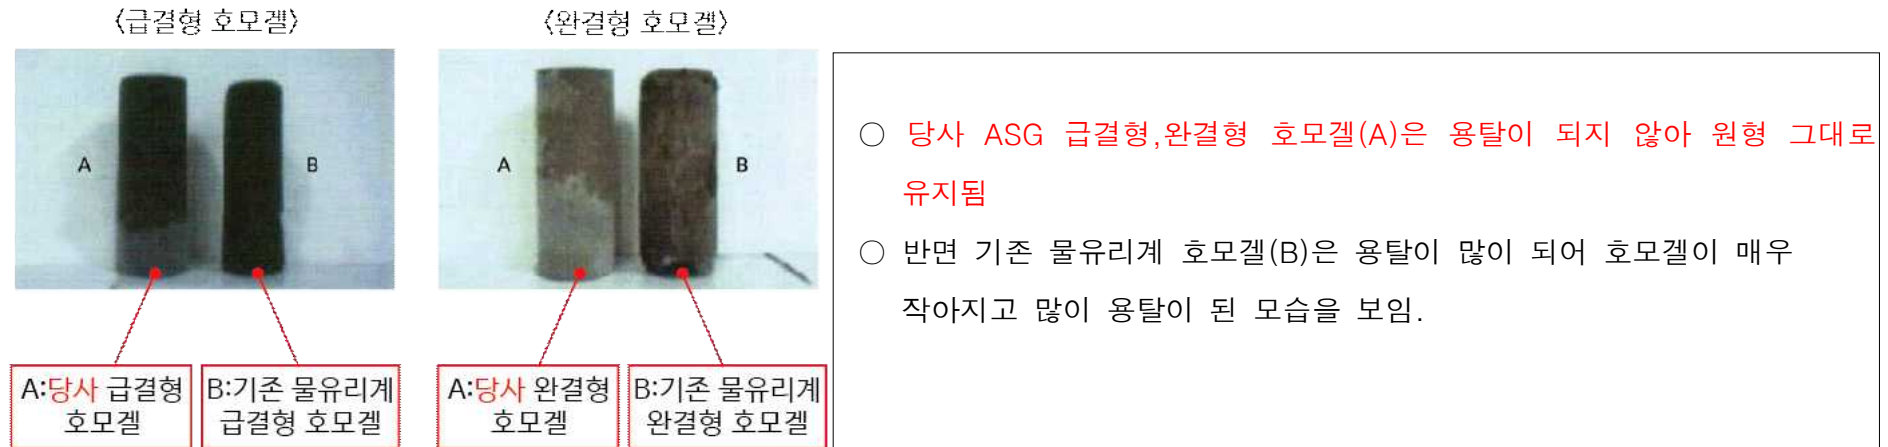 〈급결형 호모겔〉
〈완결형 호모겔〉
A
B
A
B
A:당사 급결형
호모겔
B:기존 물유리계
급결형 호모겔
A:당사 완결형
호모겔
B:기존 물유리계
완결형 호모겔
○ 당사 ASG 급결형,완결형 호모겔(A)은 용탈이 되지 않아 원형 그대로
유지됨
○ 반면 기존 물유리계 호모겔(B)은 용탈이 많이 되어 호모겔이 매우
작아지고 많이 용탈이 된 모습을 보임.